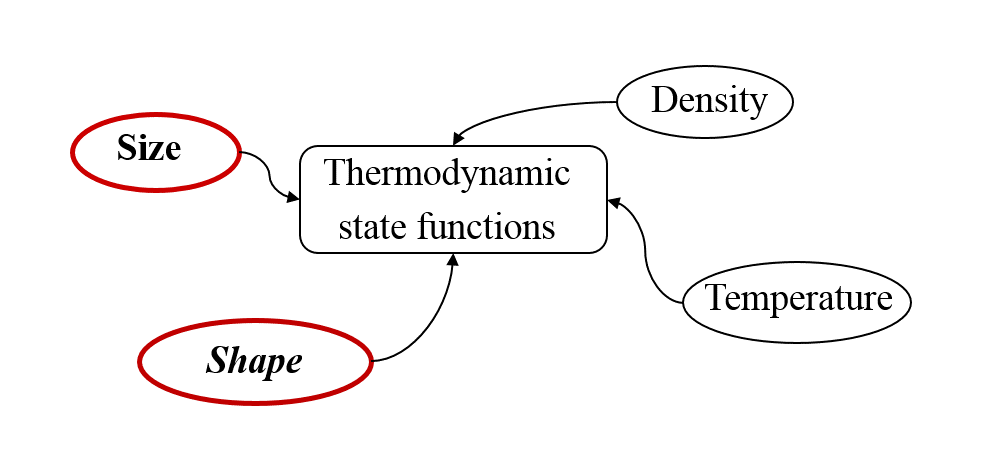 Density
Size
Thermodynamic
state functions
Temperature
Shape